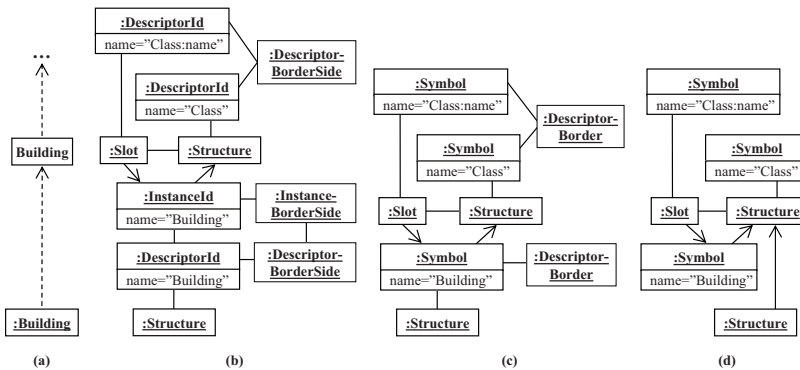 ...
Building
:Building
(a)
:DescriptorId
name=”Class:name”
:Descriptor-
BorderSide
:DescriptorId
name=”Class”
:Slot
:Structure
:InstanceId
name=”Building”
:Instance-
BorderSide
:DescriptorId
name=”Building”
:Descriptor-
BorderSide
:Structure
(b)
:Symbol
name=”Class:name”
:Descriptor-
Border
:Symbol
name=”Class”
:Slot
:Structure
:Symbol
name=”Building”
:Descriptor-
Border
:Structure
(c)
:Symbol
name=”Class:name”
:Symbol
name=”Class”
:Slot
:Structure
:Symbol
name=”Building”
:Structure
(d)